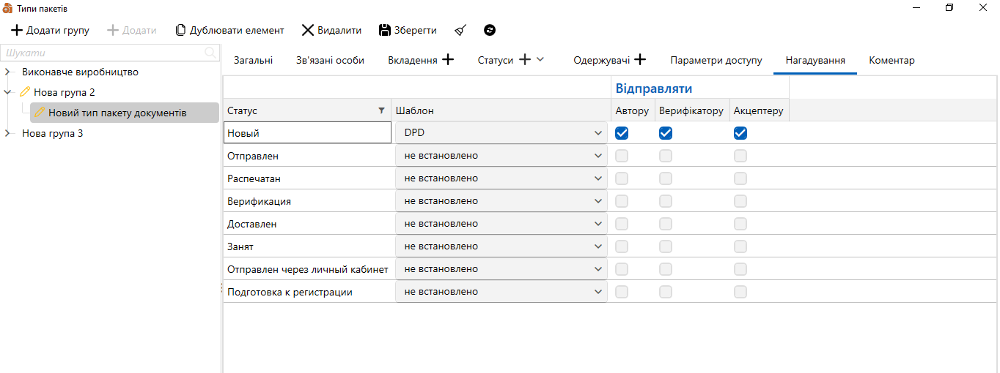 Типи пакетів
Додати групу Додати Дублювати елемент Видалити Зберегти
Шукати
Виконавче виробництво
Нова група 2
Новий тип пакету документів
Нова група 3
Загальні Зв'язані особи Вкладення Статуси Одержувачі Параметри доступу Нагадування Коментар
Відправляти
Статус Шаблон Автору Верифікатору Акцептеру
Новый DPD
Отправлен не встановлено
Распечатан не встановлено
Верификация не встановлено
Доставлен не встановлено
Занят не встановлено
Отправлен через личный кабинет не встановлено
Подготовка к регистрации не встановлено